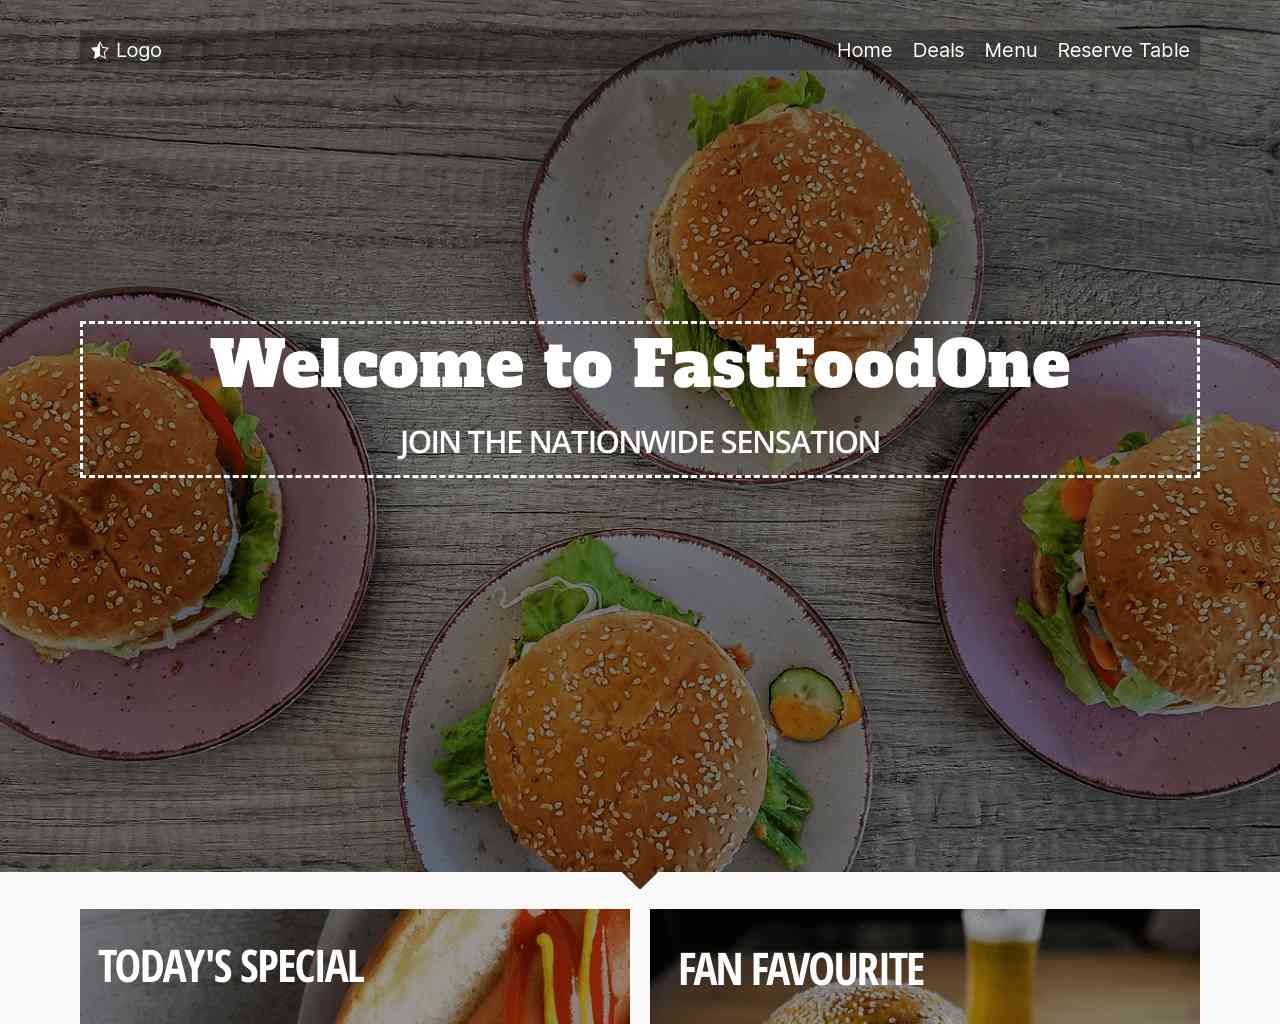 Logo
Home Deals Menu Reserve Table
Welcome to FastFoodOne
JOIN THE NATIONWIDE SENSATION
TODAY'S SPECIAL
FAN FAVOURITE